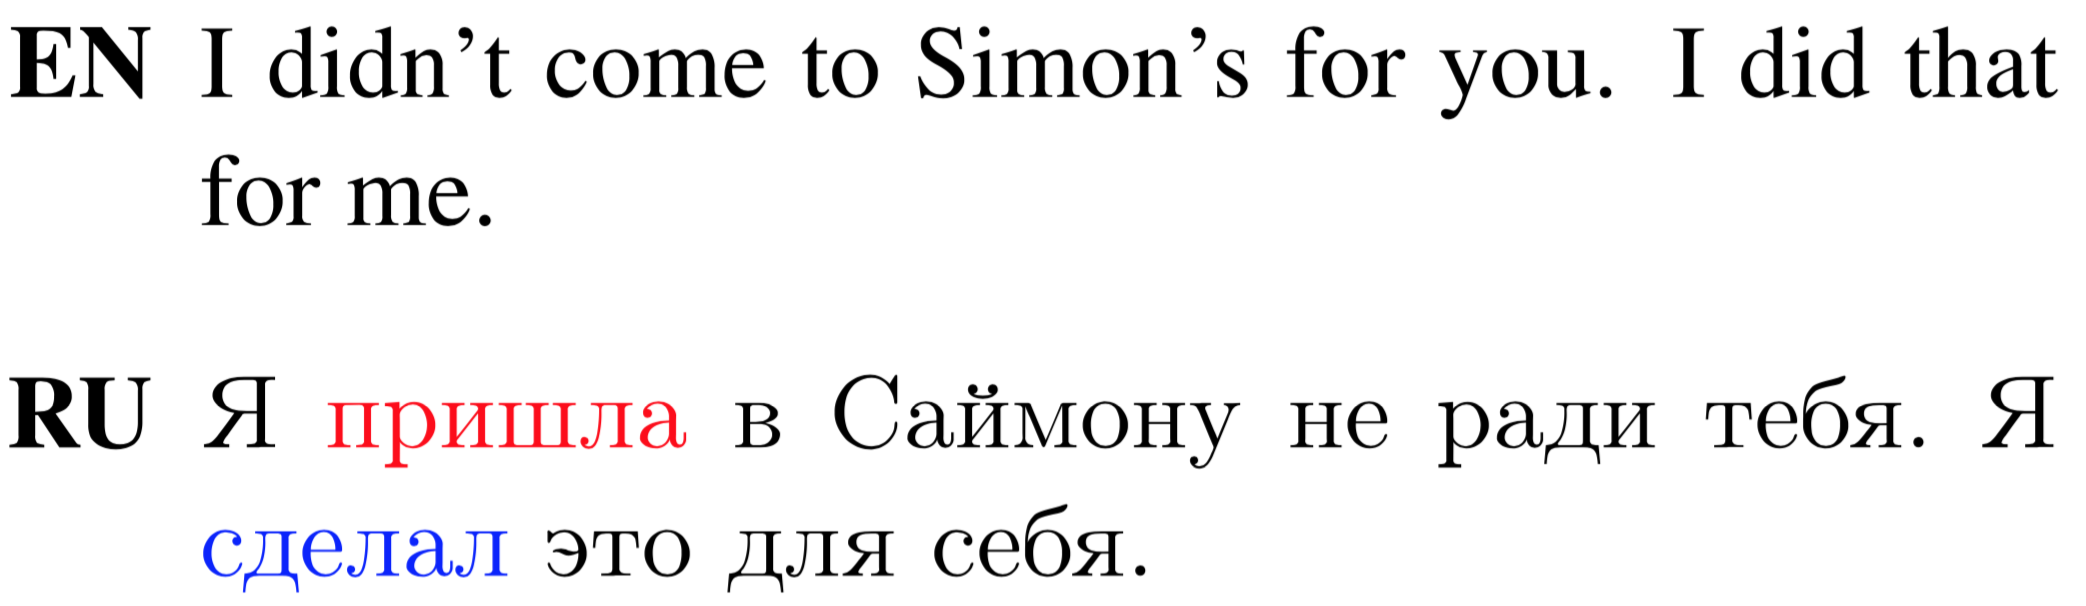 EN I didn’t come to Simon’s for you. I did that
for me.
RU Я пришла в Саймону не ради тебя. Я
сделал это для себя.